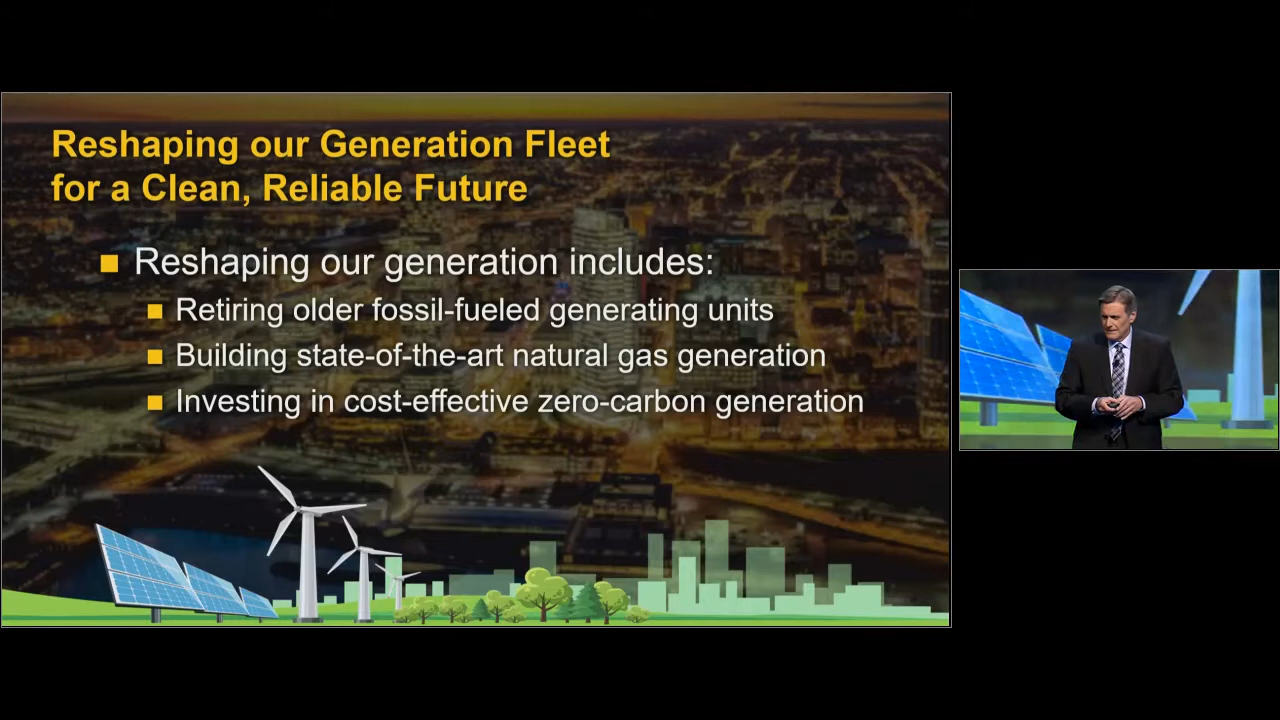 Reshaping our Generation Fleet
for a Clean, Reliable Future
Reshaping our generation includes:
Retiring older fossil-fueled generating units
Building state-of-the-art natural gas generation
Investing in cost-effective zero-carbon generation